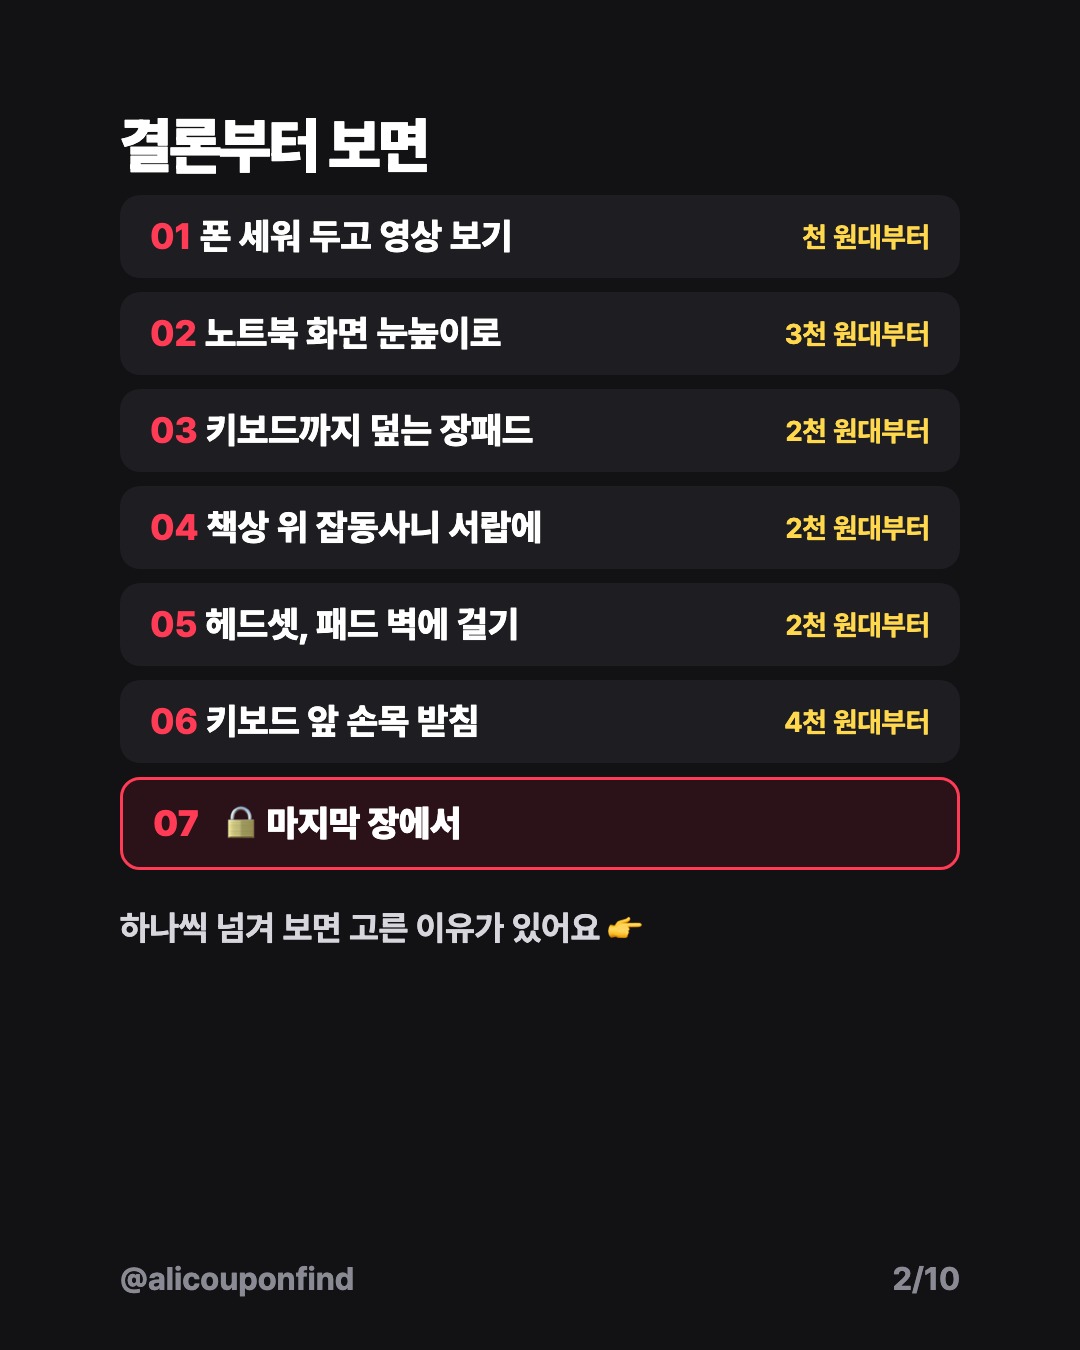 결론부터 보면
01 폰 세워 두고 영상 보기 천 원대부터
02 노트북 화면 눈높이로 3천 원대부터
03 키보드까지 덮는 장패드 2천 원대부터
04 책상 위 잡동사니 서랍에 2천 원대부터
05 헤드셋, 패드 벽에 걸기 2천 원대부터
06 키보드 앞 손목 받침 4천 원대부터
07 🔒 마지막 장에서
하나씩 넘겨 보면 고른 이유가 있어요 👉
@alicouponfind 2/10